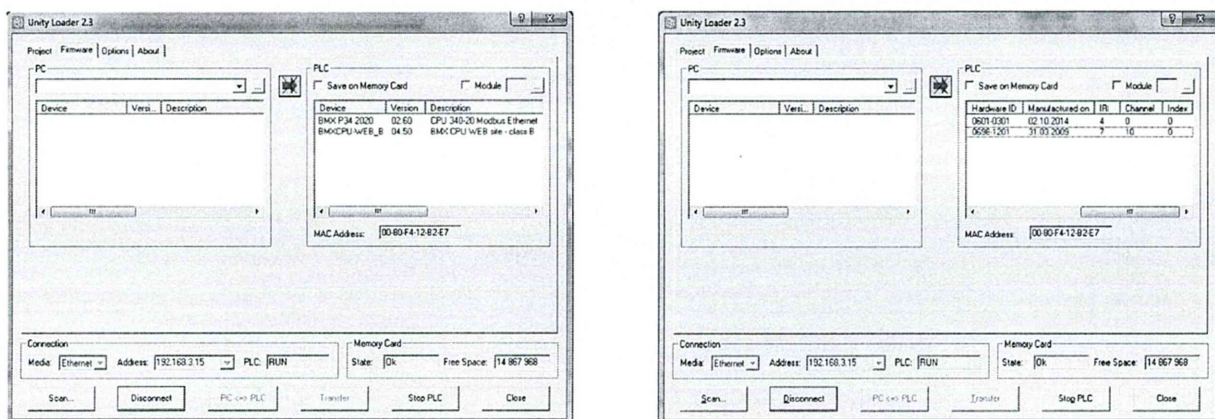 Unity Loader 2.3
Project Firmware Options About
PC
Device Versi... Description
PLC
Save on Memory Card Module
Device Version Description
BMX P34 2020 02.60 CPU 340-20 Modbus Ethernet
BMXCPU-WEB_B 04.50 BMX CPU WEB site - class B
MAC Address: 00-80-F4-12-B2-E7
Connection
Media: Ethernet Address: 192.168.3.15 PLC: RUN
Memory Card
State: Ok Free Space: 14 867 968
Scan... Disconnect PC <=> PLC Transfer Stop PLC Close
Unity Loader 2.3
Project Firmware Options About
PC
Device Versi... Description
PLC
Save on Memory Card Module
Hardware ID Manufactured on IR Channel Index
0601-0301 02.10.2014 4 0 0
0696-1201 31.03.2009 7 10 0
MAC Address: 00-80-F4-12-B2-E7
Connection
Media: Ethernet Address: 192.168.3.15 PLC: RUN
Memory Card
State: Ok Free Space: 14 867 968
Scan... Disconnect PC <=> PLC Transfer Stop PLC Close